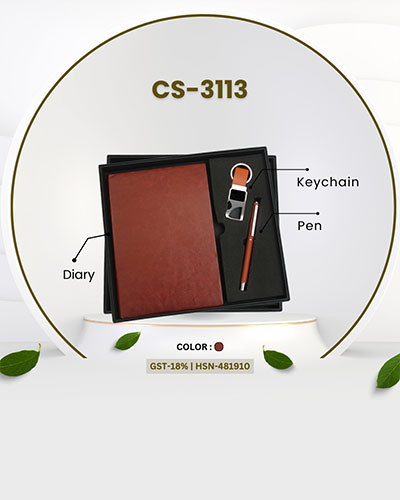 CS-3113
Keychain
Pen
Diary
COLOR :
GST-18% | HSN-481910